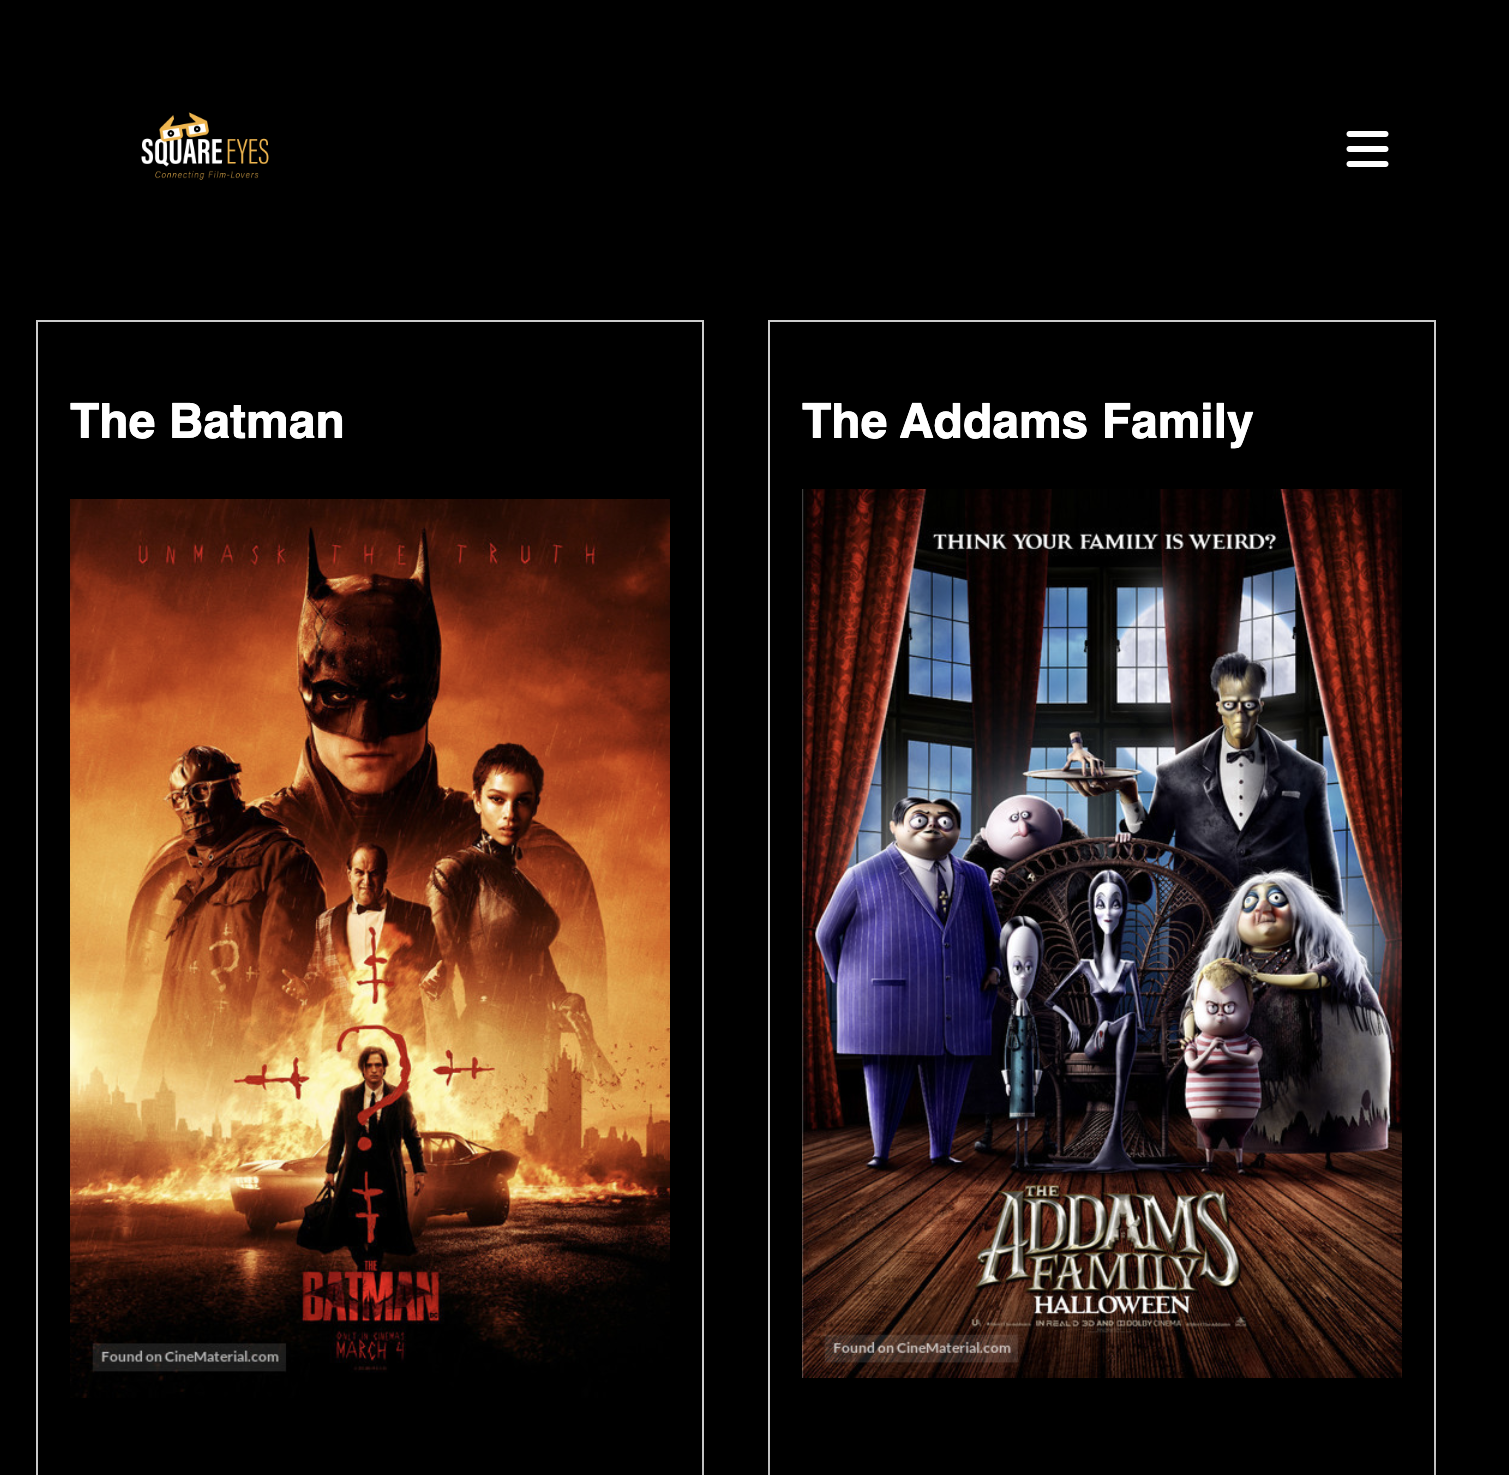 SQUARE EYES
Connecting Film-Lovers
The Batman
UNMASK THE TRUTH
THE
BATMAN
ONLY IN CINEMAS
MARCH 4
Found on CineMaterial.com
The Addams Family
THINK YOUR FAMILY IS WEIRD?
THE
ADDAMS
FAMILY
HALLOWEEN
IN REAL D 3D AND DOLBY CINEMA
Found on CineMaterial.com